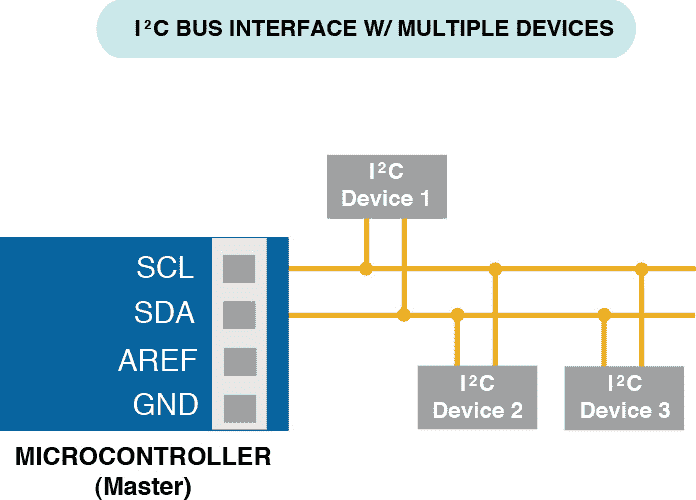 I²C BUS INTERFACE W/ MULTIPLE DEVICES
I²C
Device 1
SCL
SDA
AREF
GND
I²C
Device 2
I²C
Device 3
MICROCONTROLLER
(Master)